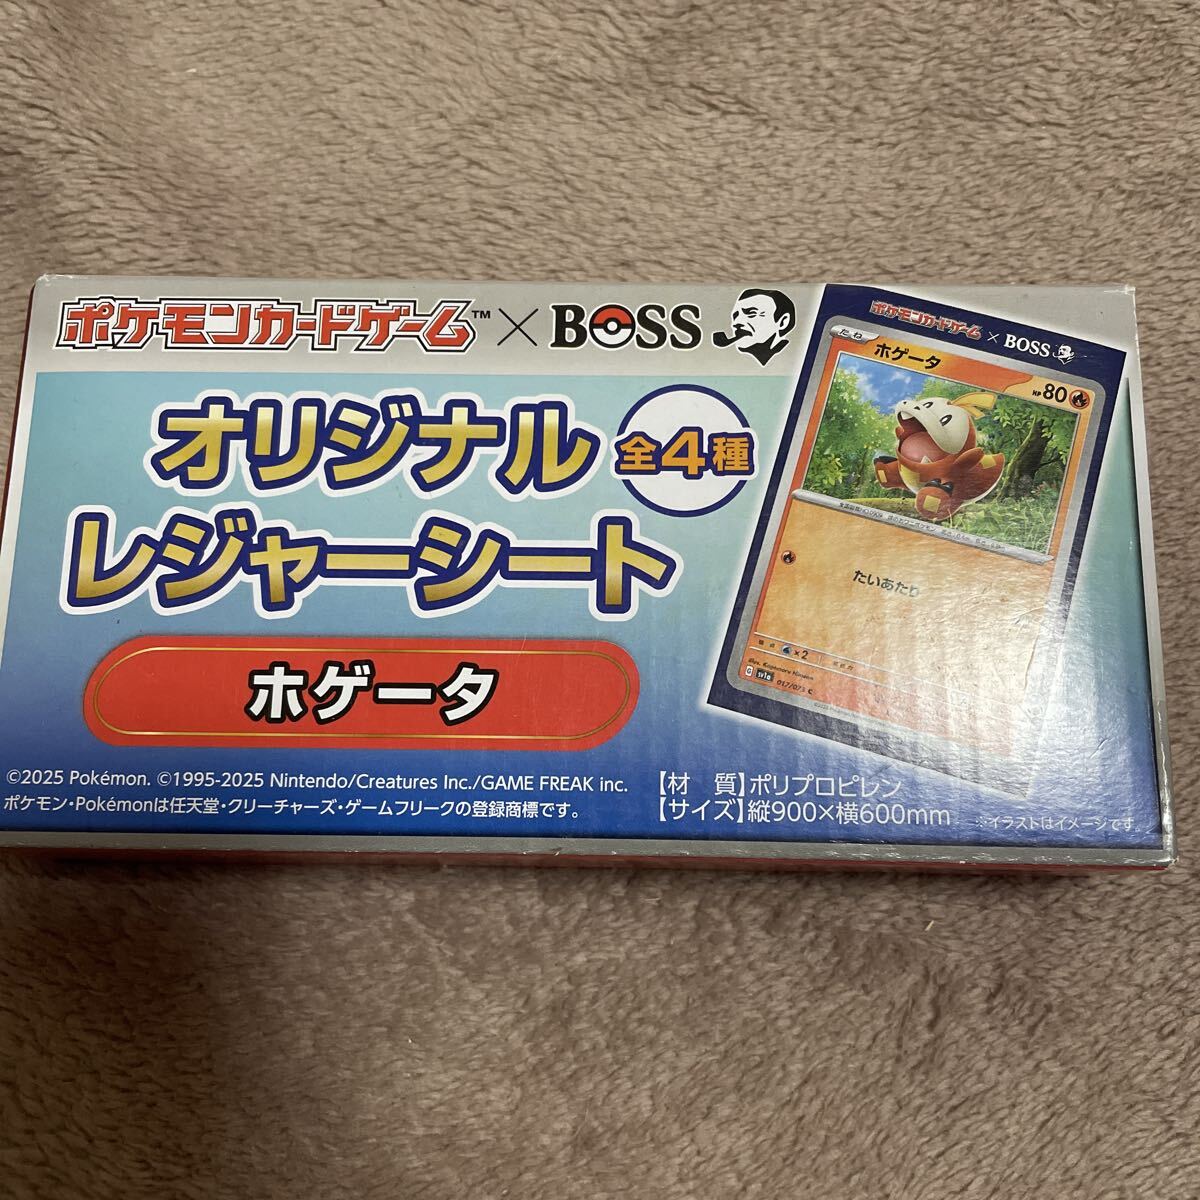 ポケモンカードゲーム™×BOSS
オリジナル
全4種
レジャーシート
ホゲータ
©2025 Pokémon. ©1995-2025 Nintendo/Creatures Inc./GAME FREAK inc.
ポケモン・Pokémonは任天堂・クリーチャーズ・ゲームフリークの登録商標です。
【材　質】ポリプロピレン
【サイズ】縦900×横600mm
※イラストはイメージです。
ポケモンカードゲーム×BOSS
たね
ホゲータ
HP80
たいあたり
×2
illus. Kagemaru Himeno
G sv1a 017/073 C